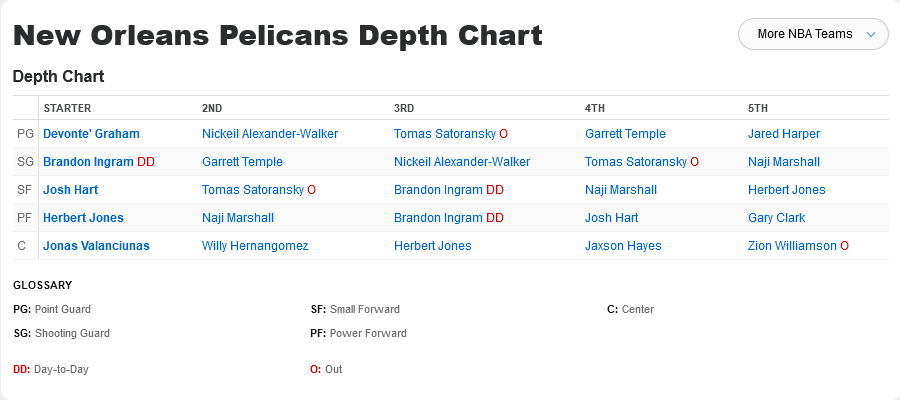 New Orleans Pelicans Depth Chart
More NBA Teams
Depth Chart
STARTER 2ND 3RD 4TH 5TH
PG Devonte' Graham Nickeil Alexander-Walker Tomas Satoransky O Garrett Temple Jared Harper
SG Brandon Ingram DD Garrett Temple Nickeil Alexander-Walker Tomas Satoransky O Naji Marshall
SF Josh Hart Tomas Satoransky O Brandon Ingram DD Naji Marshall Herbert Jones
PF Herbert Jones Naji Marshall Brandon Ingram DD Josh Hart Gary Clark
C Jonas Valanciunas Willy Hernangomez Herbert Jones Jaxson Hayes Zion Williamson O
GLOSSARY
PG: Point Guard SF: Small Forward C: Center
SG: Shooting Guard PF: Power Forward
DD: Day-to-Day O: Out